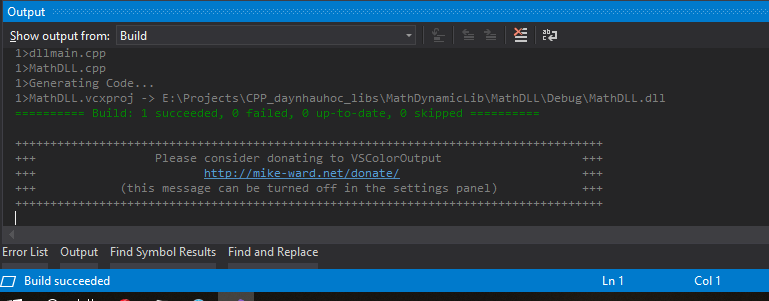 Output
Show output from: Build
1>dllmain.cpp
1>MathDLL.cpp
1>Generating Code...
1>MathDLL.vcxproj -> E:\Projects\CPP_daynhauhoc_libs\MathDynamicLib\MathDLL\Debug\MathDLL.dll
========== Build: 1 succeeded, 0 failed, 0 up-to-date, 0 skipped ==========
+++++++++++++++++++++++++++++++++++++++++++++++++++++++++++++++++++++++++++++++++++
+++ Please consider donating to VSColorOutput +++
+++ http://mike-ward.net/donate/ +++
+++ (this message can be turned off in the settings panel) +++
+++++++++++++++++++++++++++++++++++++++++++++++++++++++++++++++++++++++++++++++++++
Error List Output Find Symbol Results Find and Replace
Build succeeded Ln 1 Col 1